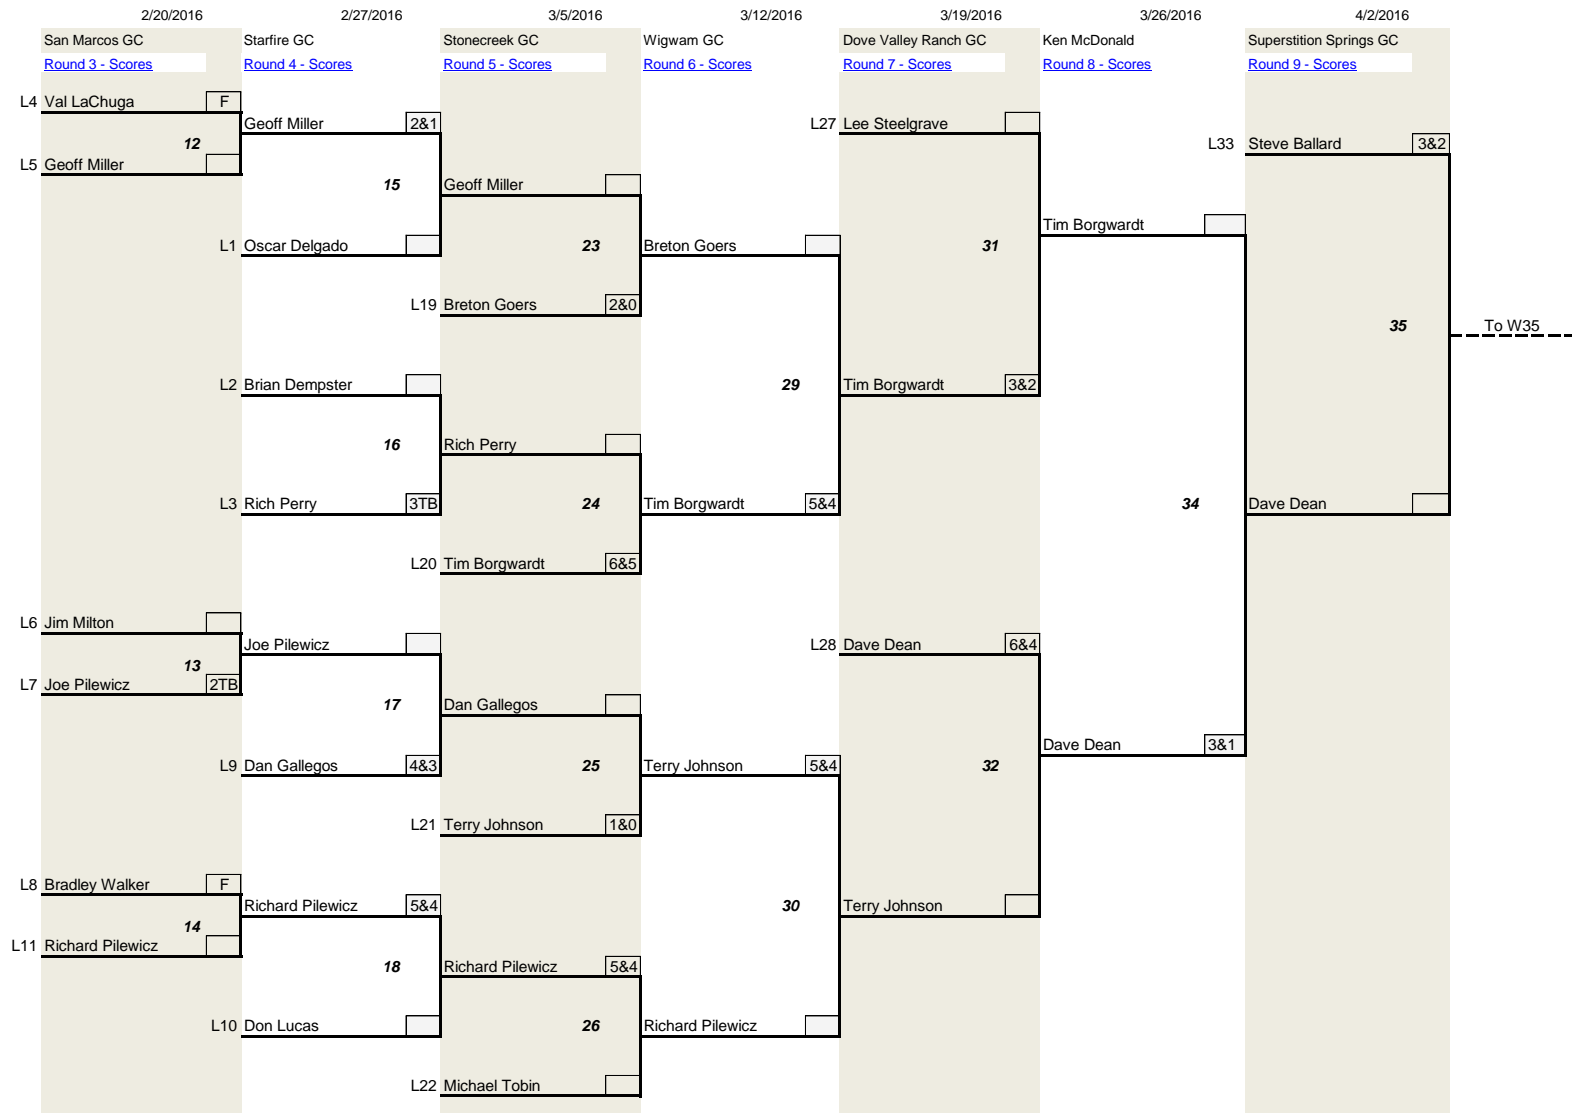 2/20/2016 2/27/2016 3/5/2016 3/12/2016 3/19/2016 3/26/2016 4/2/2016
San Marcos GC Starfire GC Stonecreek GC Wigwam GC Dove Valley Ranch GC Ken McDonald Superstition Springs GC
Round 3 - Scores Round 4 - Scores Round 5 - Scores Round 6 - Scores Round 7 - Scores Round 8 - Scores Round 9 - Scores
L4 Val LaChuga F
Geoff Miller 2&1 L27 Lee Steelgrave
12 L33 Steve Ballard 3&2
L5 Geoff Miller
15 Geoff Miller
Tim Borgwardt
L1 Oscar Delgado 23 Breton Goers 31
L19 Breton Goers 2&0
35 To W35
L2 Brian Dempster 29 Tim Borgwardt 3&2
16 Rich Perry
L3 Rich Perry 3TB 24 Tim Borgwardt 5&4 34 Dave Dean
L20 Tim Borgwardt 6&5
L6 Jim Milton
Joe Pilewicz L28 Dave Dean 6&4
13
L7 Joe Pilewicz 2TB
17 Dan Gallegos
Dave Dean 3&1
L9 Dan Gallegos 4&3 25 Terry Johnson 5&4 32
L21 Terry Johnson 1&0
L8 Bradley Walker F
Richard Pilewicz 5&4 30 Terry Johnson
14
L11 Richard Pilewicz
18 Richard Pilewicz 5&4
L10 Don Lucas 26 Richard Pilewicz
L22 Michael Tobin